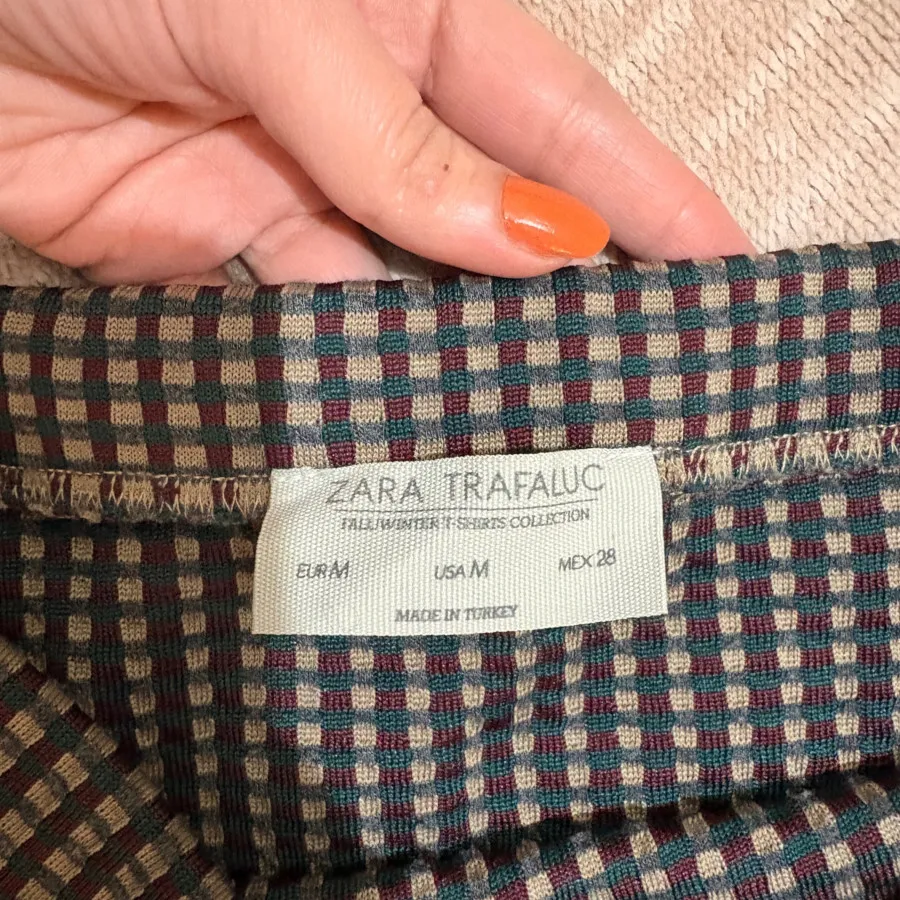 ZARA TRAFALUC
FALL/WINTER T-SHIRTS COLLECTION
EUR M USA M MEX 28
MADE IN TURKEY